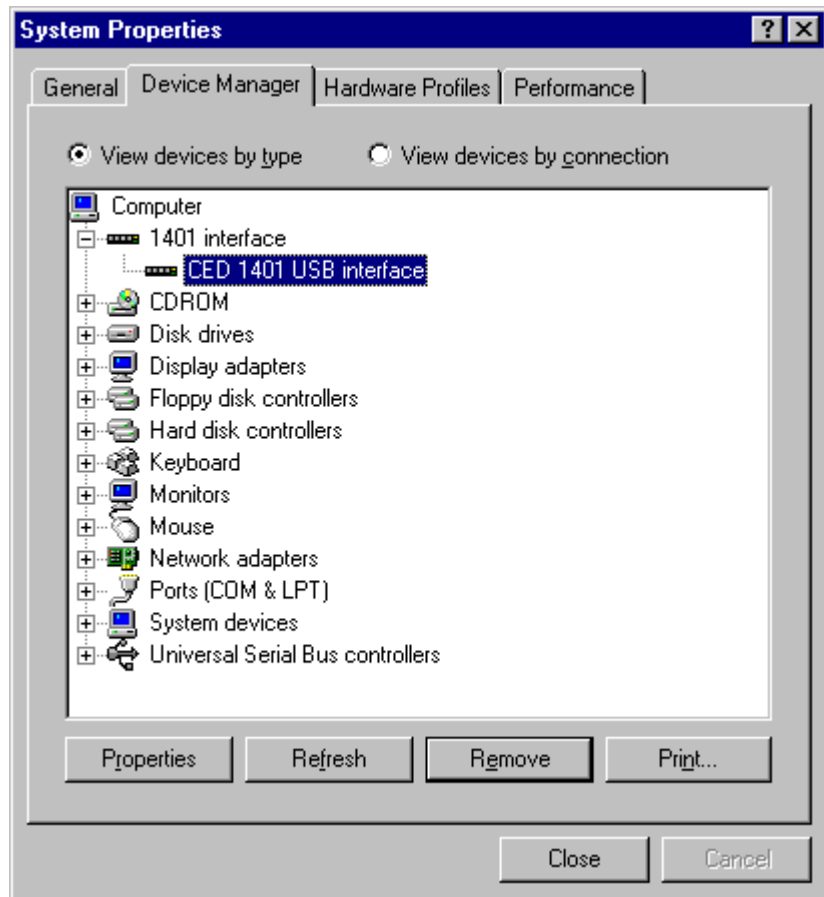 System Properties
General Device Manager Hardware Profiles Performance
View devices by type View devices by connection
Computer
1401 interface
CED 1401 USB interface
CDROM
Disk drives
Display adapters
Floppy disk controllers
Hard disk controllers
Keyboard
Monitors
Mouse
Network adapters
Ports (COM & LPT)
System devices
Universal Serial Bus controllers
Properties Refresh Remove Print...
Close Cancel